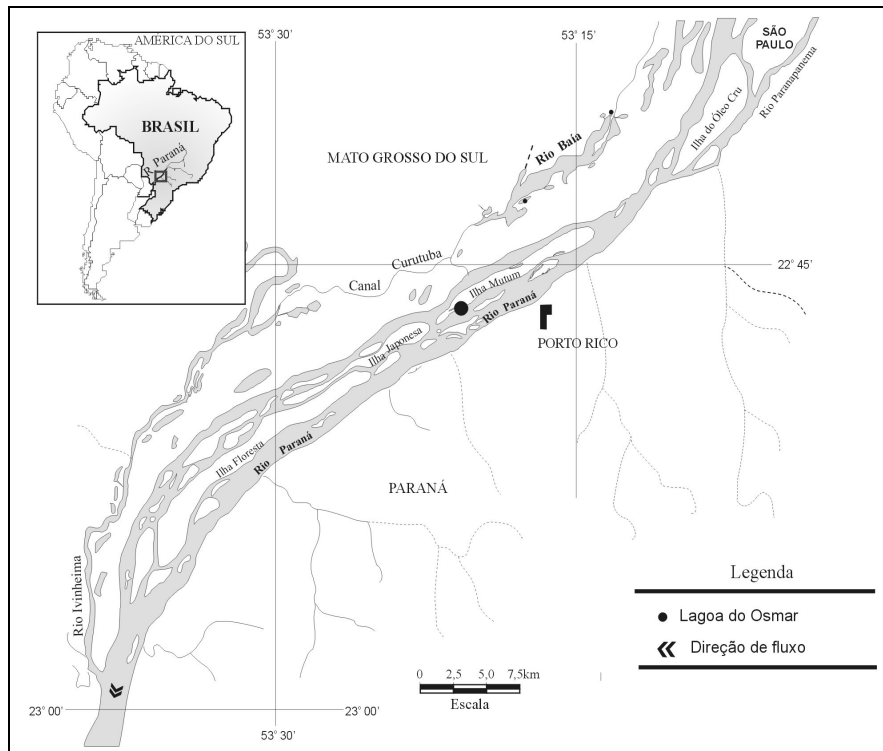 AMÉRICA DO SUL
BRASIL
R. Paraná
53° 30'
53° 15'
SÃO
PAULO
Rio Paranapanema
Ilha do Óleo Cru
Rio Baía
MATO GROSSO DO SUL
22° 45'
Curutuba
Canal
Ilha Mutum
Rio Paraná
PORTO RICO
Ilha Japonesa
Ilha Floresta
Rio Paraná
PARANÁ
Rio Ivinheima
Legenda
Lagoa do Osmar
Direção de fluxo
0 2,5 5,0 7,5km
Escala
23° 00'
23° 00'
53° 30'